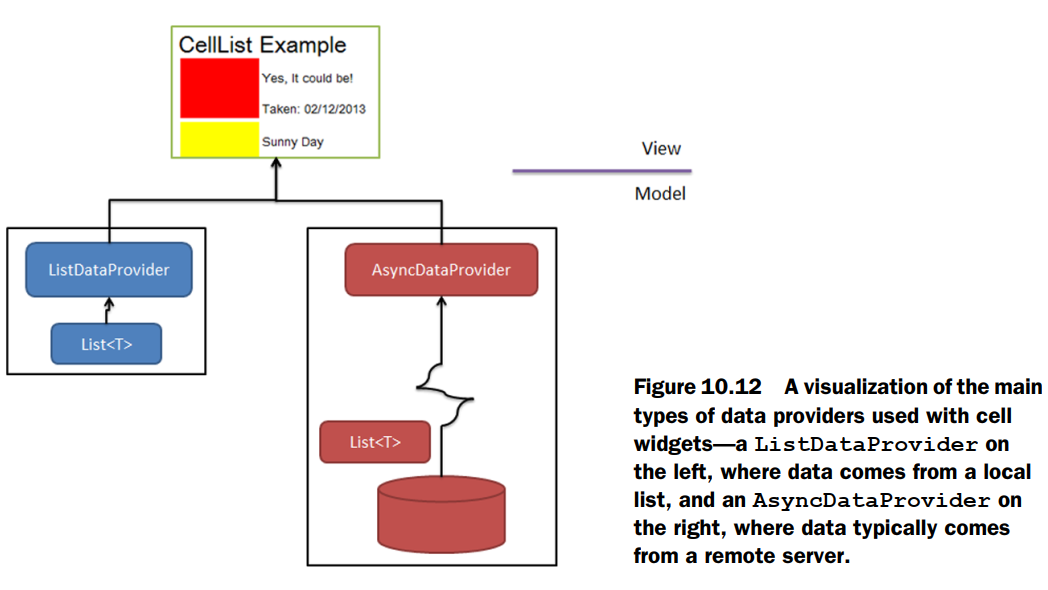 CellList Example
Yes, It could be!
Taken: 02/12/2013
Sunny Day
View
Model
ListDataProvider
List<T>
AsyncDataProvider
List<T>
Figure 10.12 A visualization of the main
types of data providers used with cell
widgets—a ListDataProvider on
the left, where data comes from a local
list, and an AsyncDataProvider on
the right, where data typically comes
from a remote server.